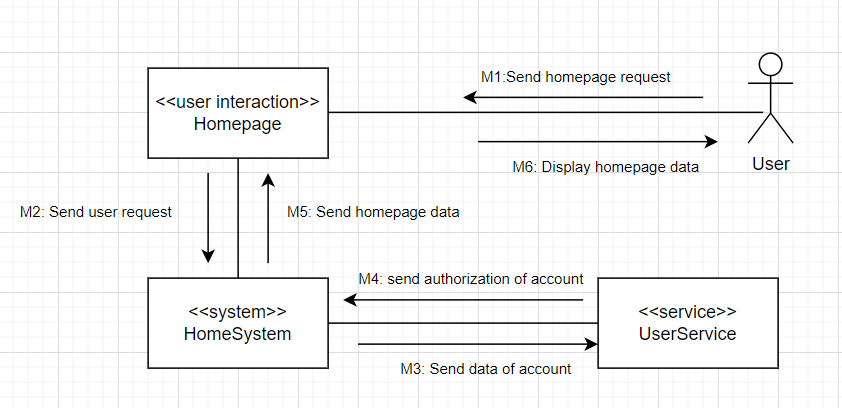 M1:Send homepage request
<<user interaction>>
Homepage
M6: Display homepage data
User
M2: Send user request
M5: Send homepage data
M4: send authorization of account
<<system>>
HomeSystem
<<service>>
UserService
M3: Send data of account